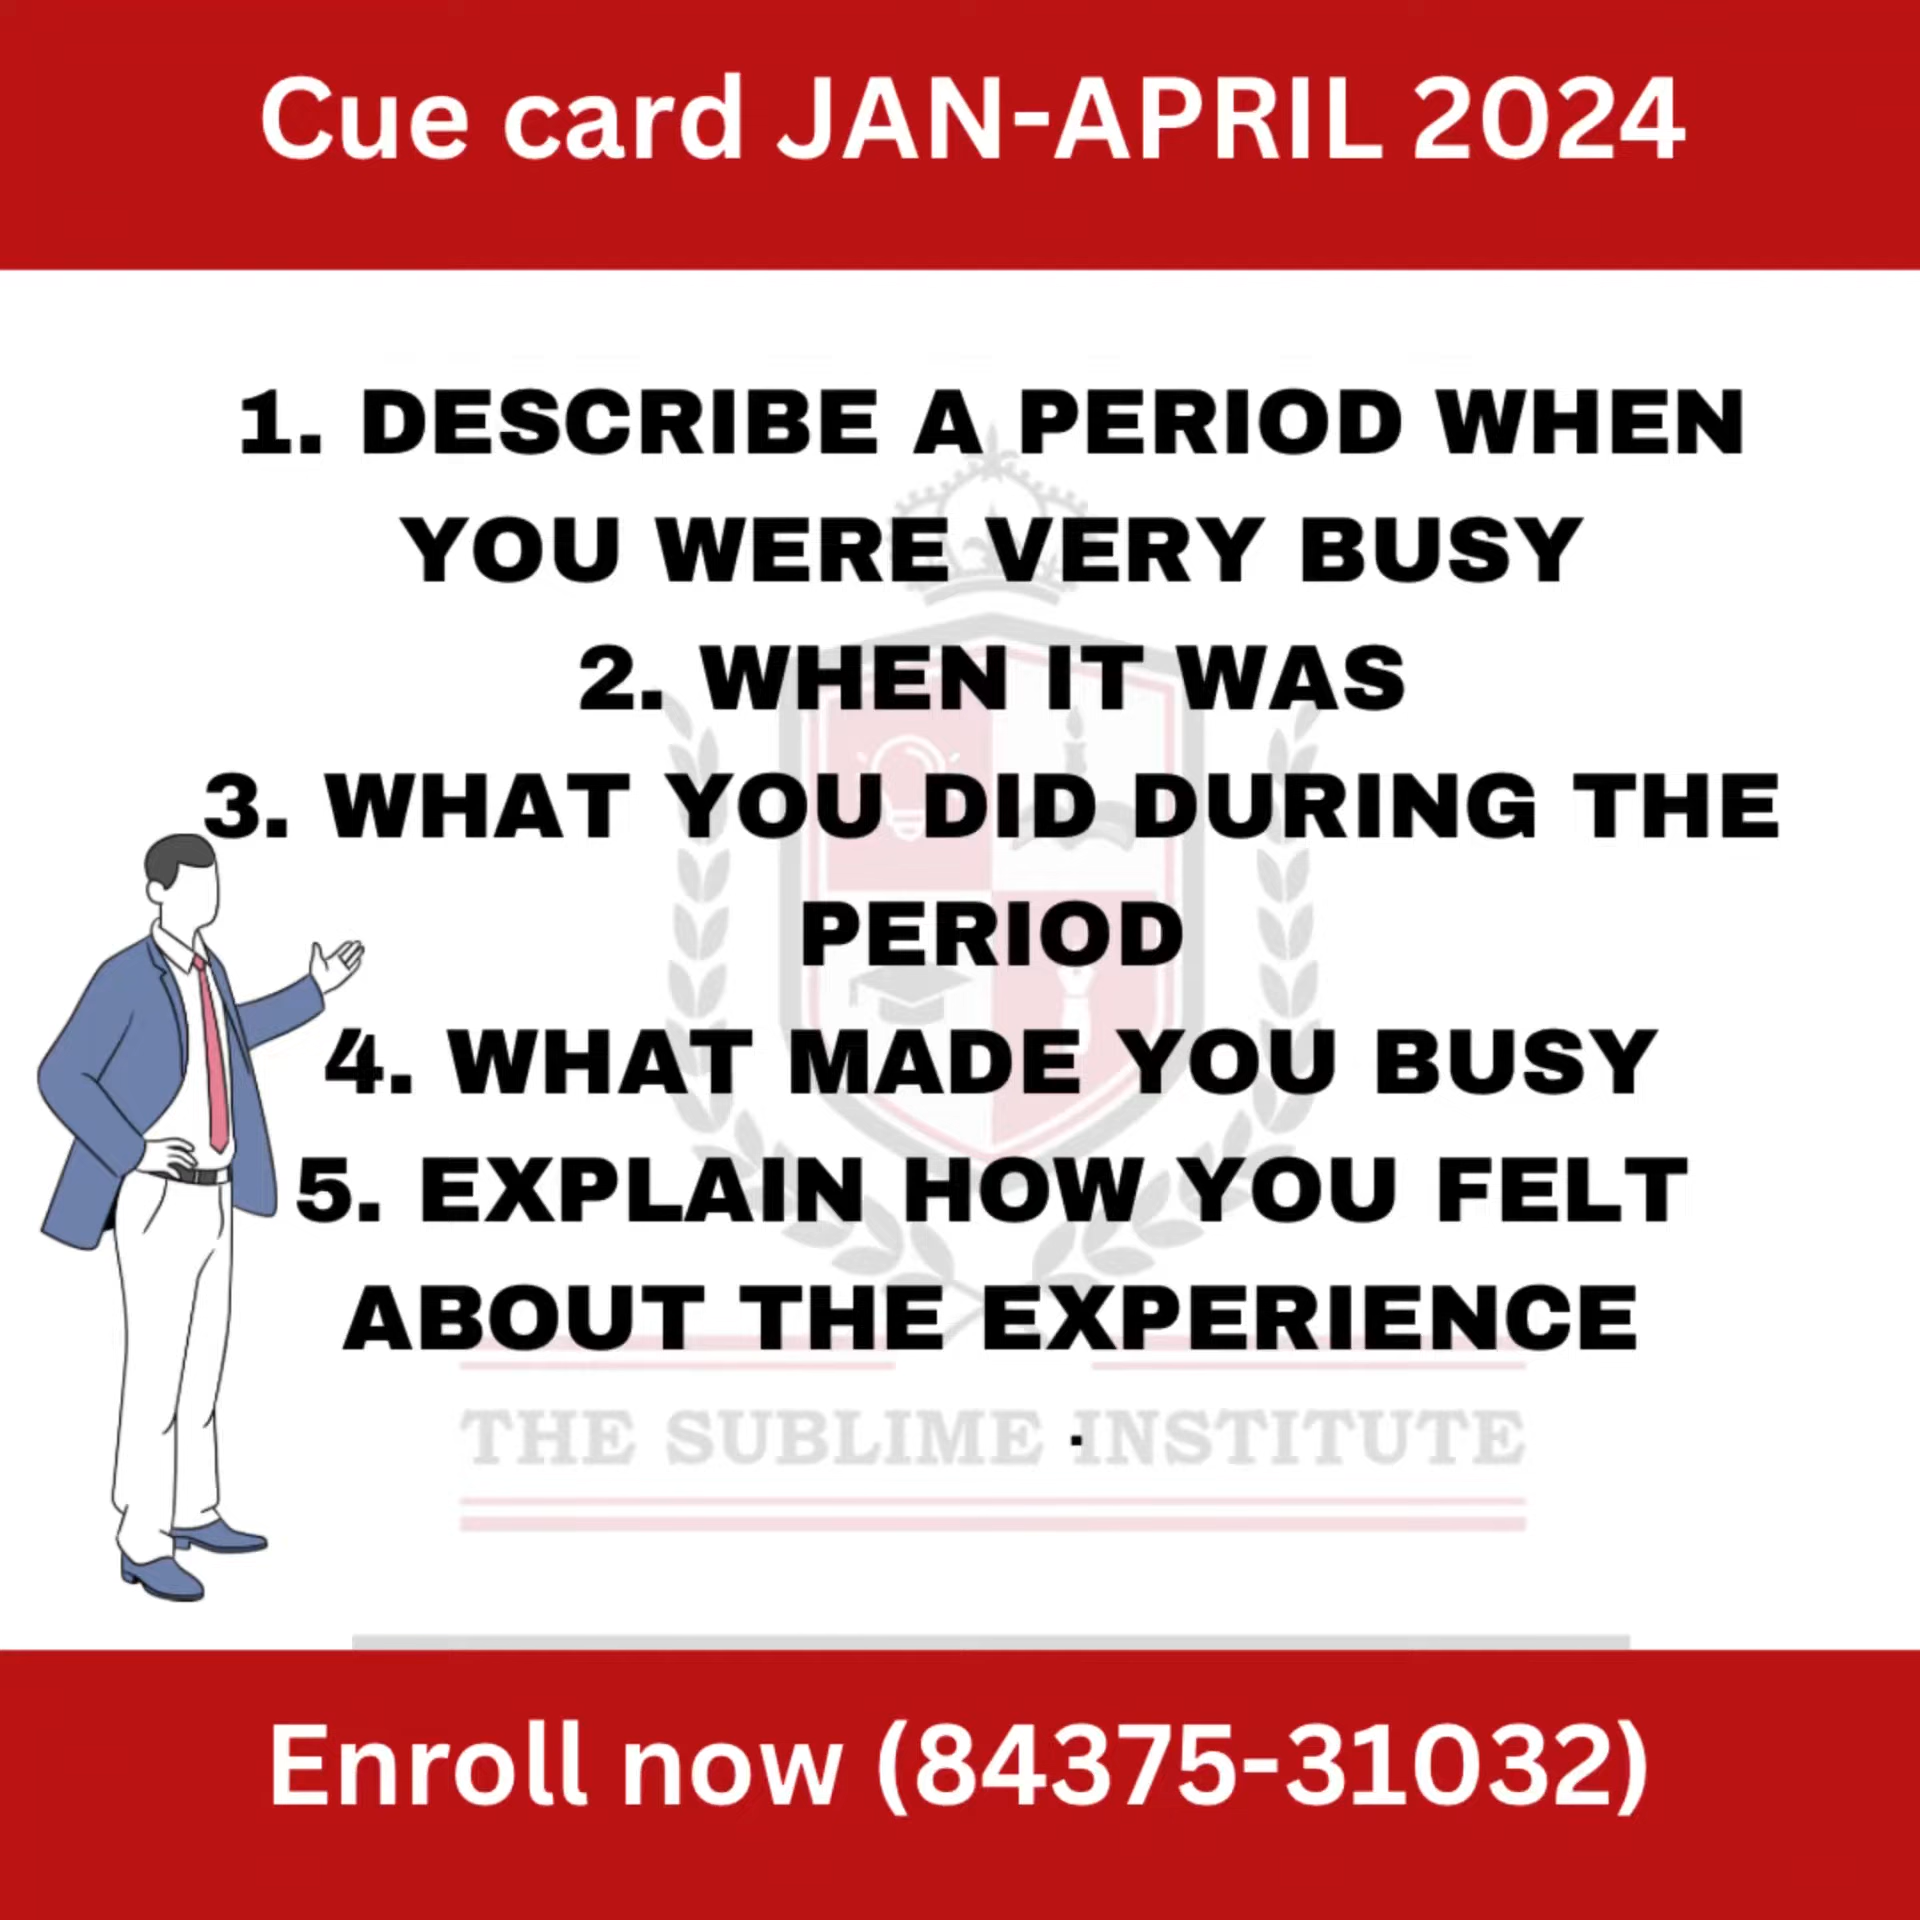 Cue card JAN-APRIL 2024
1. DESCRIBE A PERIOD WHEN
YOU WERE VERY BUSY
2. WHEN IT WAS
3. WHAT YOU DID DURING THE
PERIOD
4. WHAT MADE YOU BUSY
5. EXPLAIN HOW YOU FELT
ABOUT THE EXPERIENCE
.
THE SUBLIME INSTITUTE
Enroll now (84375-31032)